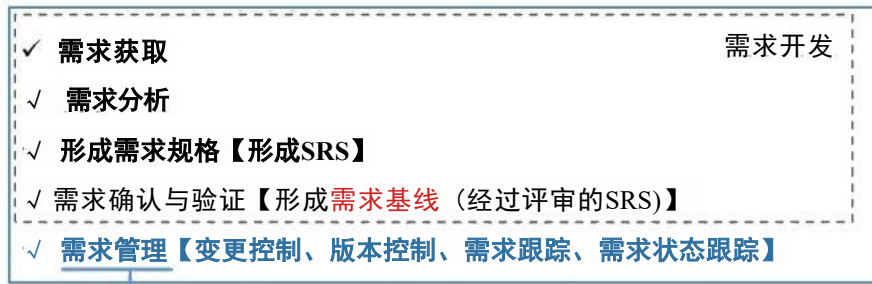 ✓ 需求获取 需求开发
√ 需求分析
√ 形成需求规格【形成SRS】
√ 需求确认与验证【形成需求基线（经过评审的SRS)】
√ 需求管理【变更控制、版本控制、需求跟踪、需求状态跟踪】